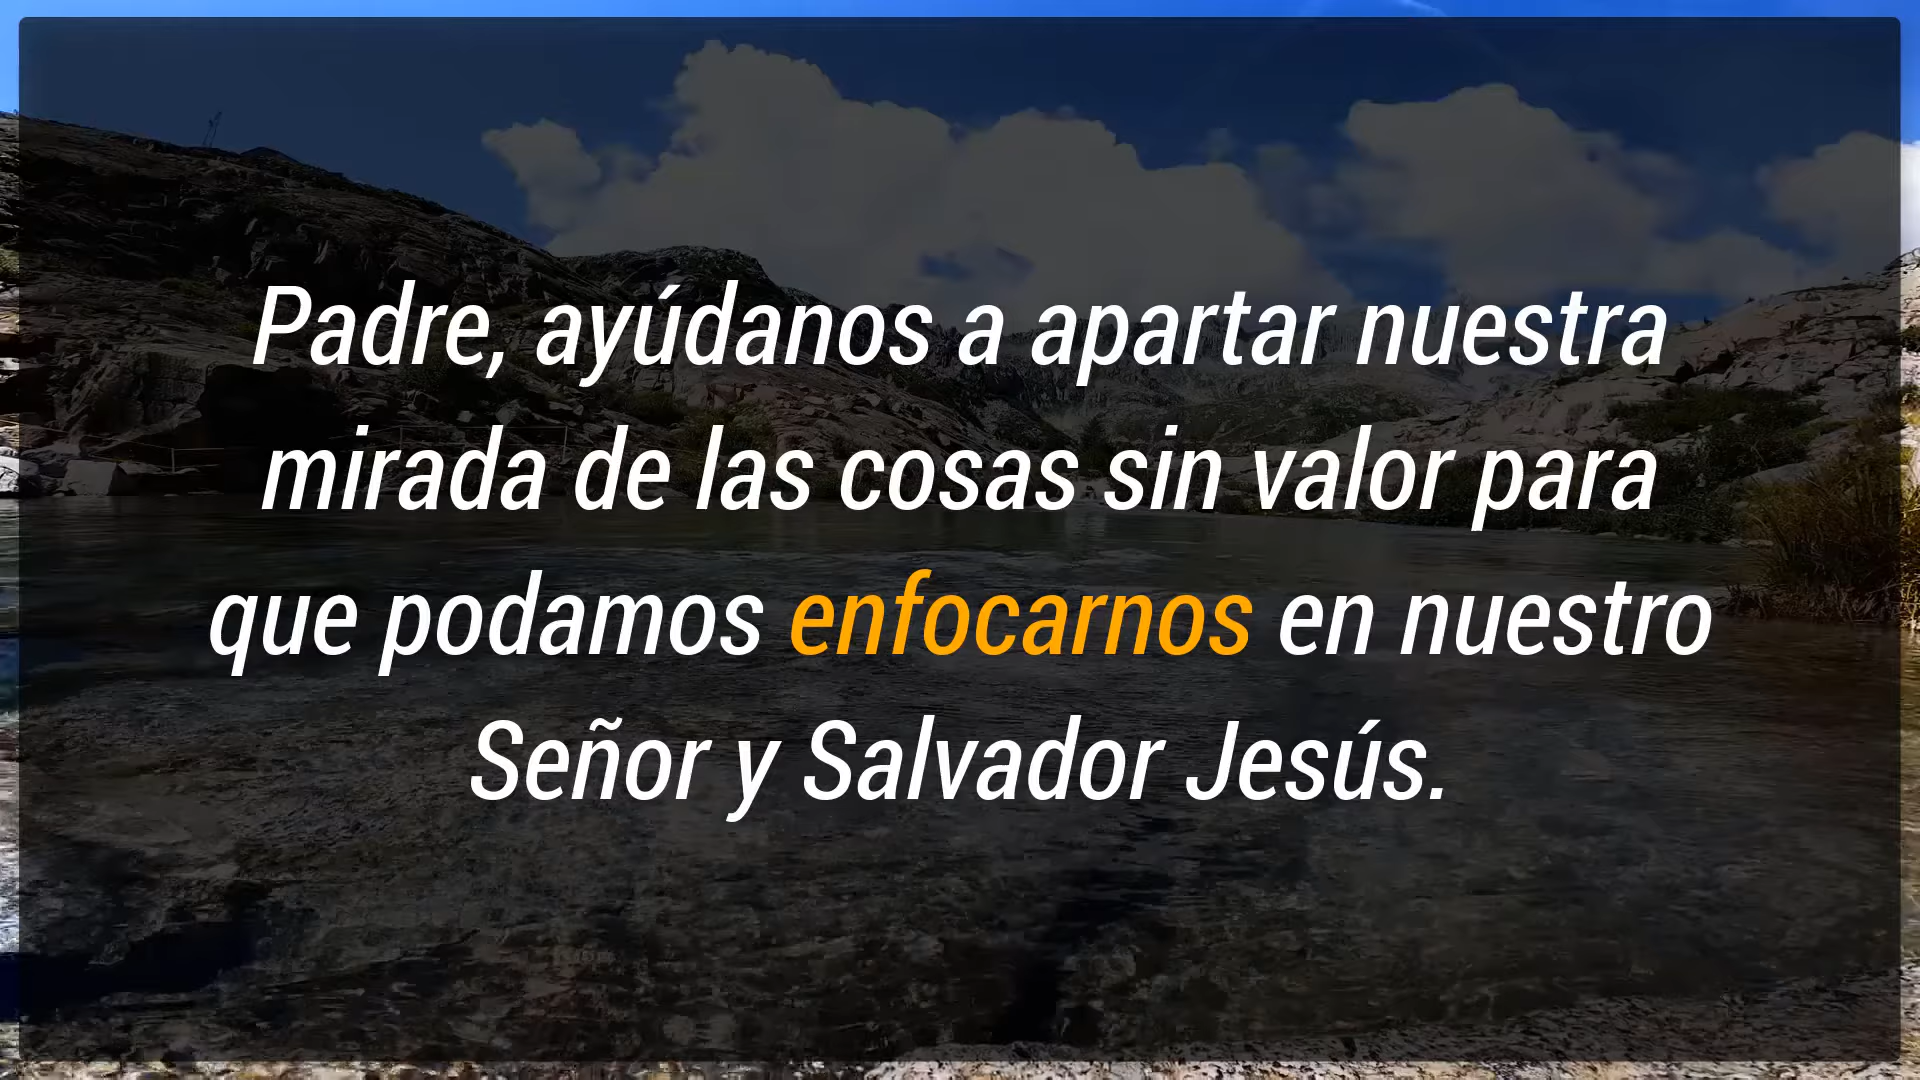 Padre, ayúdanos a apartar nuestra
mirada de las cosas sin valor para
que podamos enfocarnos en nuestro
Señor y Salvador Jesús.